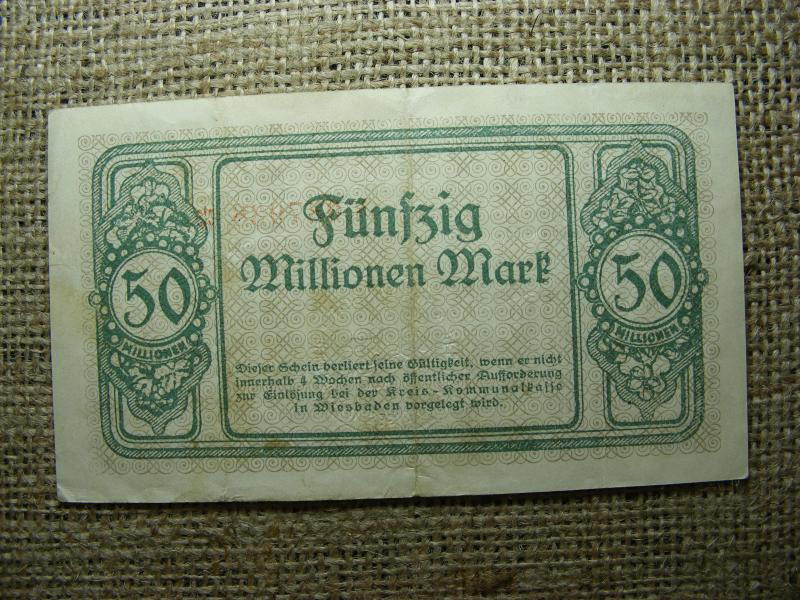 Fünfzig
Millionen Mark
50
MILLIONEN
50
MILLIONEN
Dieser Schein verliert seine Gültigkeit, wenn er nicht
innerhalb 4 Wochen nach öffentlicher Aufforderung
zur Einlösung bei der Kreis-Kommunalkasse
in Wiesbaden vorgelegt wird.